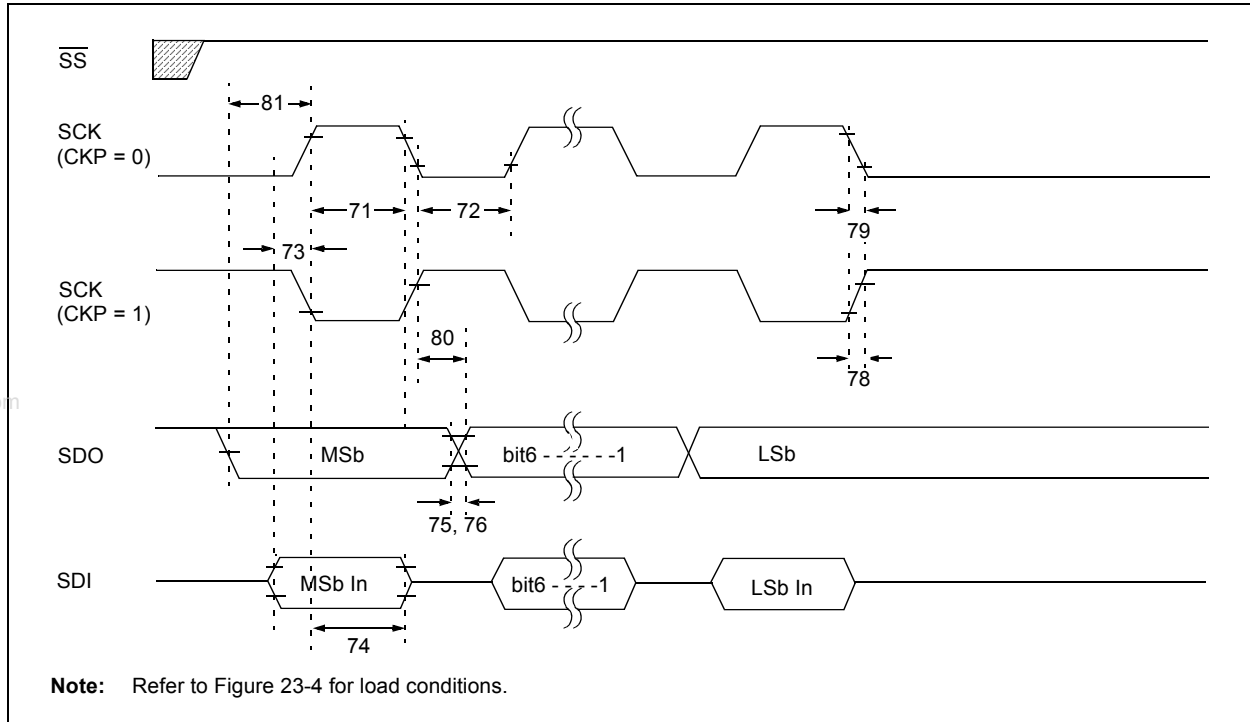 SS
81
SCK
(CKP = 0)
71
72
79
73
SCK
(CKP = 1)
80
78
om
SDO
MSb
bit6 - - - - - -1
LSb
75, 76
SDI
MSb In
bit6 - - - - -1
LSb In
74
Note: Refer to Figure 23-4 for load conditions.